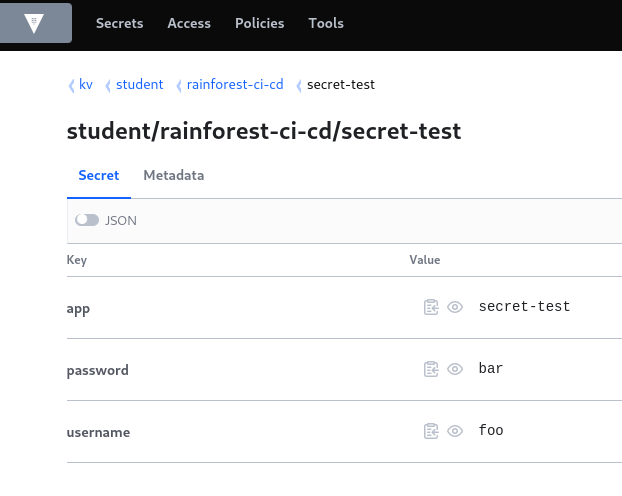 Secrets Access Policies Tools
kv student rainforest-ci-cd secret-test
student/rainforest-ci-cd/secret-test
Secret Metadata
JSON
Key Value
app secret-test
password bar
username foo